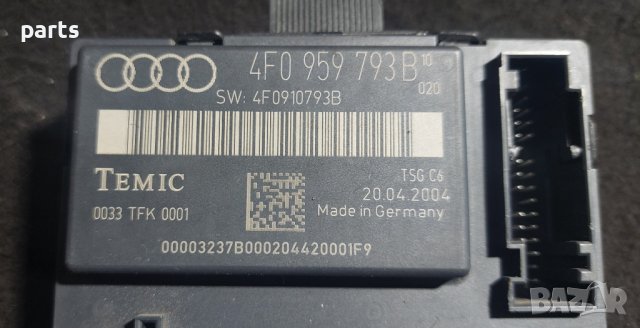 parts
4F0 959 793 B 10
020
SW: 4F0910793B
TEMIC
TSG C6
20.04.2004
0033 TFK 0001
Made in Germany
00003237B000204420001F9
BAZAR